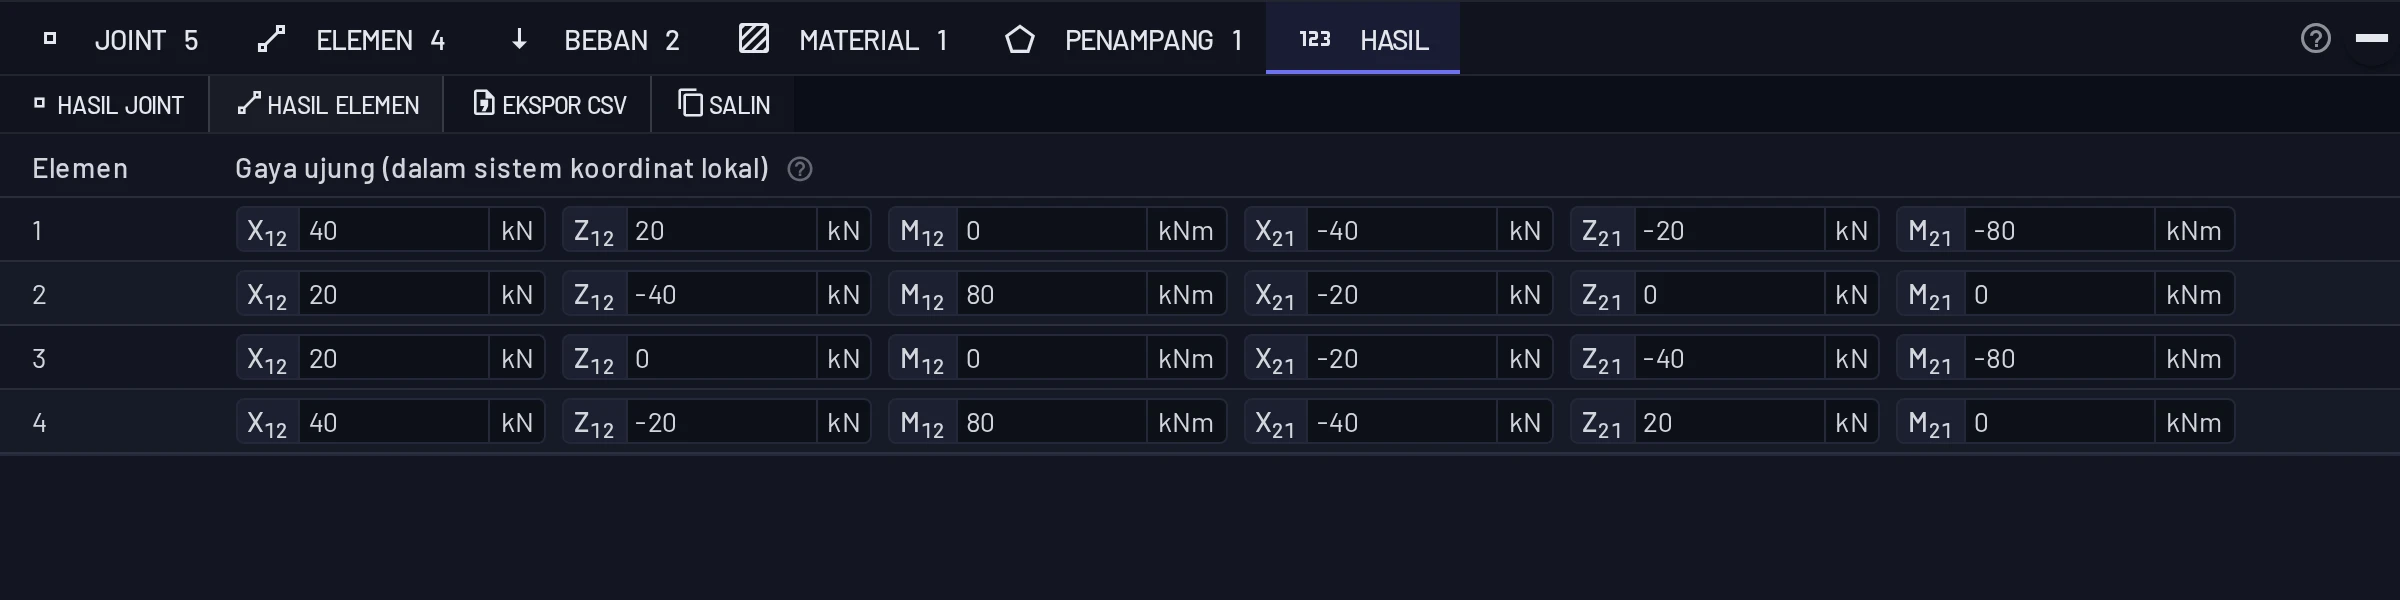 JOINT 5 ELEMEN 4 BEBAN 2 MATERIAL 1 PENAMPANG 1 123 HASIL ?
HASIL JOINT HASIL ELEMEN EKSPOR CSV SALIN
Elemen Gaya ujung (dalam sistem koordinat lokal) ?
1 X12 40 kN Z12 20 kN M12 0 kNm X21 -40 kN Z21 -20 kN M21 -80 kNm
2 X12 20 kN Z12 -40 kN M12 80 kNm X21 -20 kN Z21 0 kN M21 0 kNm
3 X12 20 kN Z12 0 kN M12 0 kNm X21 -20 kN Z21 -40 kN M21 -80 kNm
4 X12 40 kN Z12 -20 kN M12 80 kNm X21 -40 kN Z21 20 kN M21 0 kNm